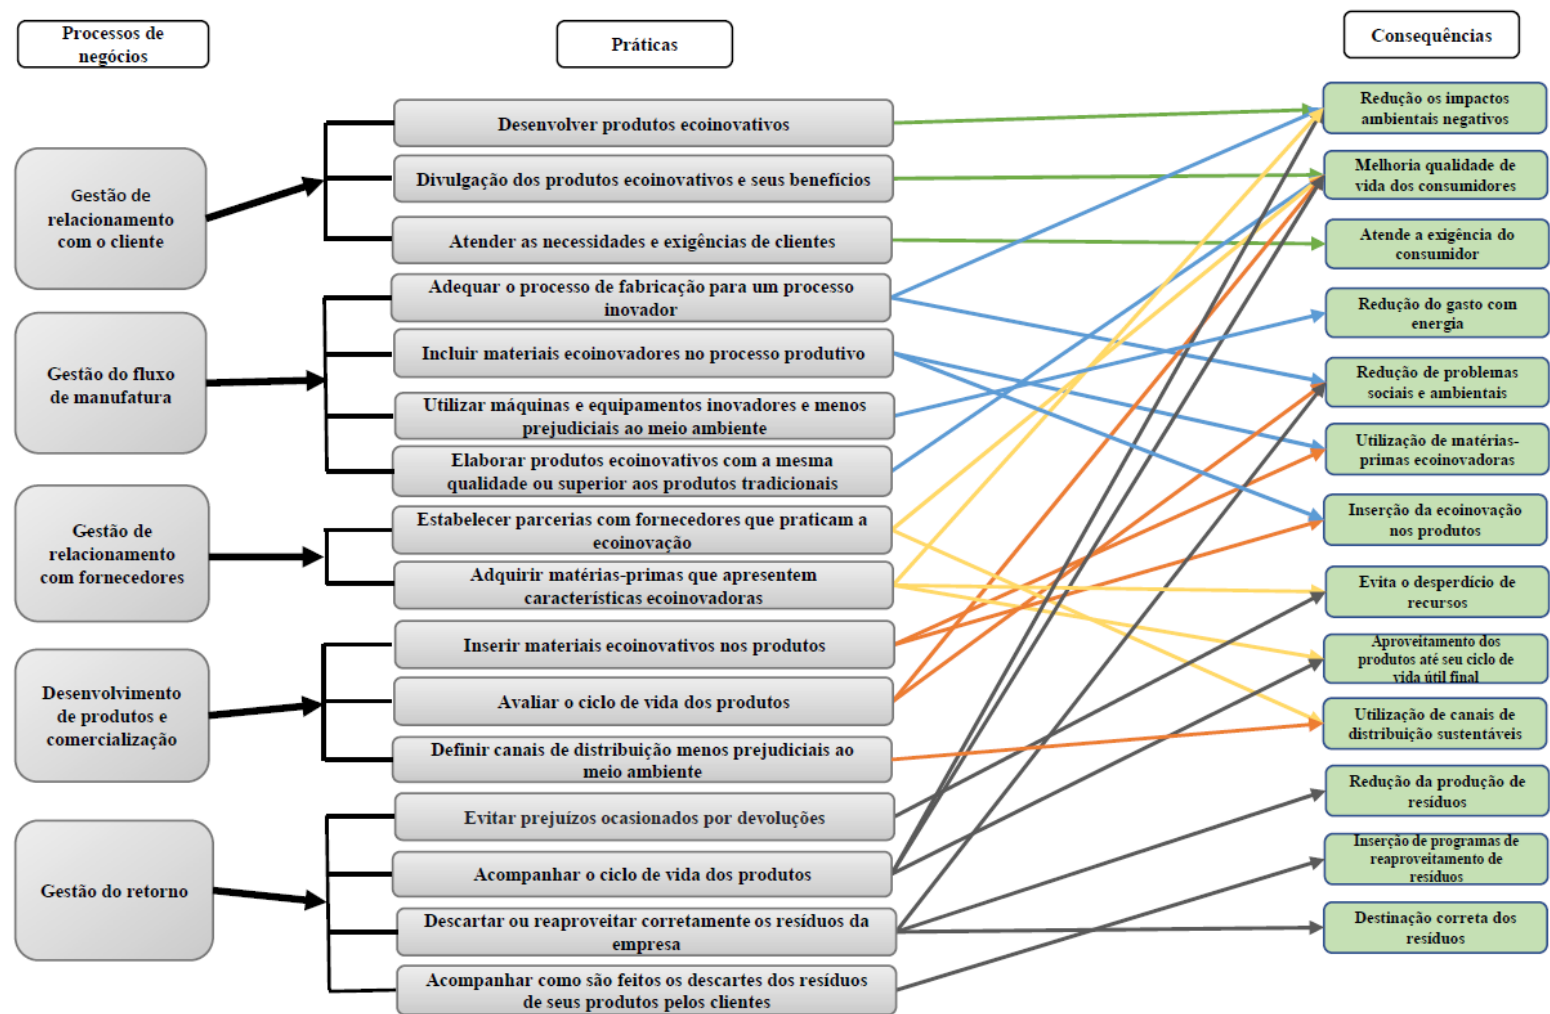 Processos de
negócios
Práticas
Consequências
Gestão de
relacionamento
com o cliente
Gestão do fluxo
de manufatura
Gestão de
relacionamento
com fornecedores
Desenvolvimento
de produtos e
comercialização
Gestão do retorno
Desenvolver produtos ecoinovativos
Divulgação dos produtos ecoinovativos e seus benefícios
Atender as necessidades e exigências de clientes
Adequar o processo de fabricação para um processo
inovador
Incluir materiais ecoinovadores no processo produtivo
Utilizar máquinas e equipamentos inovadores e menos
prejudiciais ao meio ambiente
Elaborar produtos ecoinovativos com a mesma
qualidade ou superior aos produtos tradicionais
Estabelecer parcerias com fornecedores que praticam a
ecoinovação
Adquirir matérias-primas que apresentem
características ecoinovadoras
Inserir materiais ecoinovativos nos produtos
Avaliar o ciclo de vida dos produtos
Definir canais de distribuição menos prejudiciais ao
meio ambiente
Evitar prejuízos ocasionados por devoluções
Acompanhar o ciclo de vida dos produtos
Descartar ou reaproveitar corretamente os resíduos da
empresa
Acompanhar como são feitos os descartes dos resíduos
de seus produtos pelos clientes
Redução os impactos
ambientais negativos
Melhoria qualidade de
vida dos consumidores
Atende a exigência do
consumidor
Redução do gasto com
energia
Redução de problemas
sociais e ambientais
Utilização de matérias-
primas ecoinovadoras
Inserção da ecoinovação
nos produtos
Evita o desperdício de
recursos
Aproveitamento dos
produtos até seu ciclo de
vida útil final
Utilização de canais de
distribuição sustentáveis
Redução da produção de
resíduos
Inserção de programas de
reaproveitamento de
resíduos
Destinação correta dos
resíduos